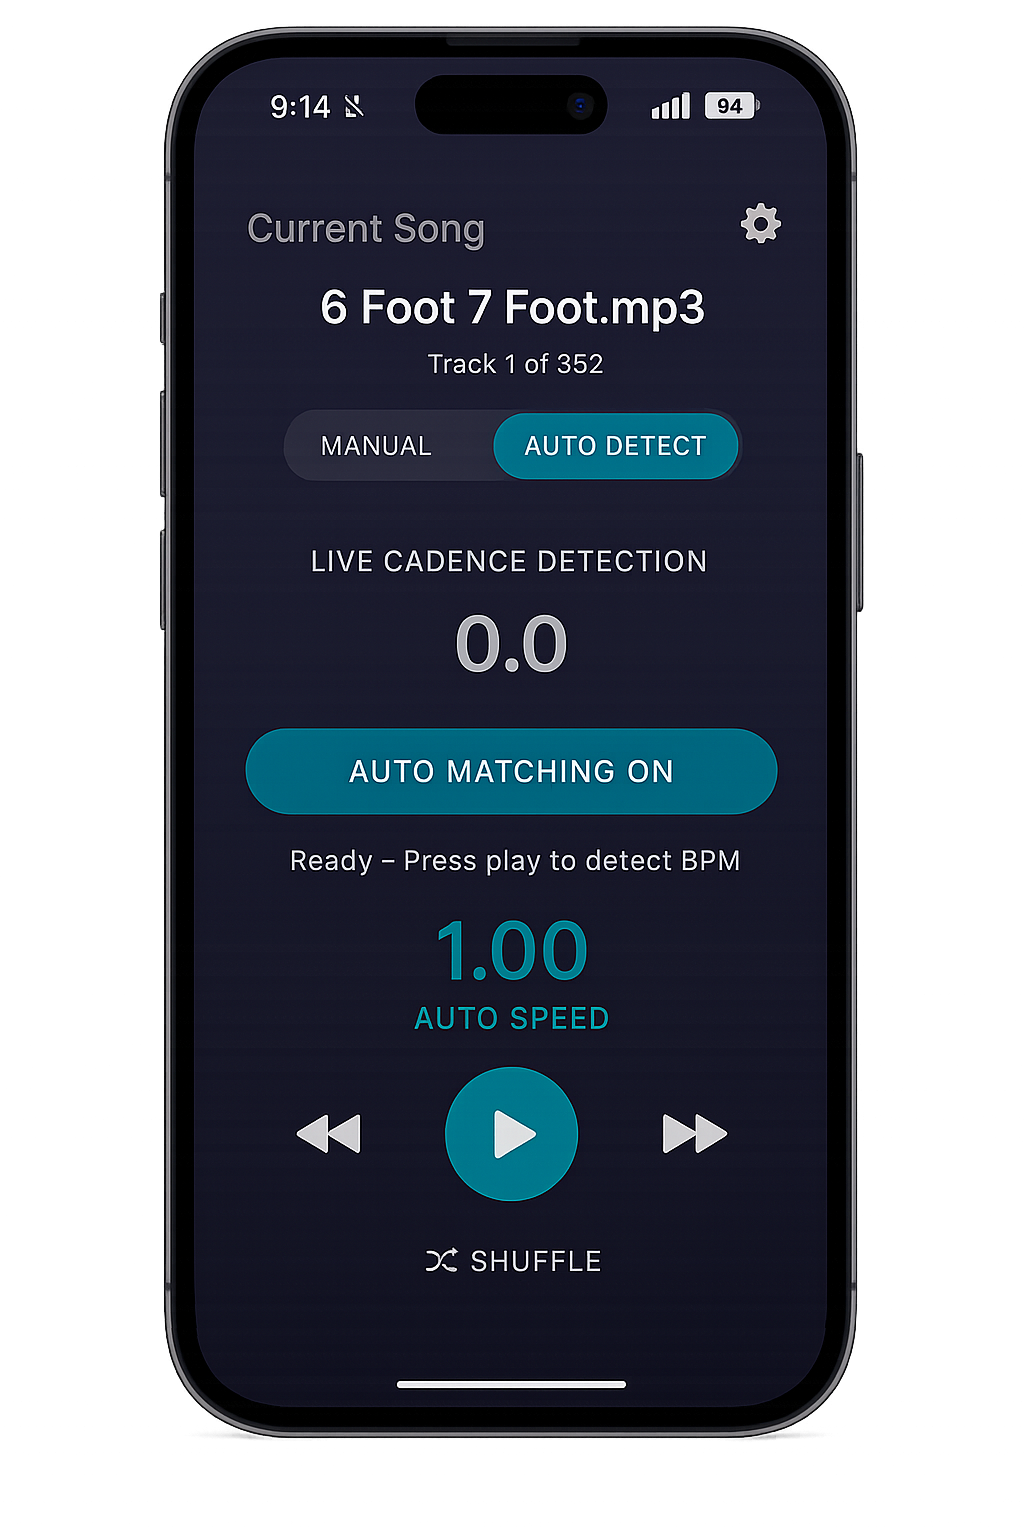 9:14
94
Current Song
6 Foot 7 Foot.mp3
Track 1 of 352
MANUAL
AUTO DETECT
LIVE CADENCE DETECTION
0.0
AUTO MATCHING ON
Ready – Press play to detect BPM
1.00
AUTO SPEED
SHUFFLE